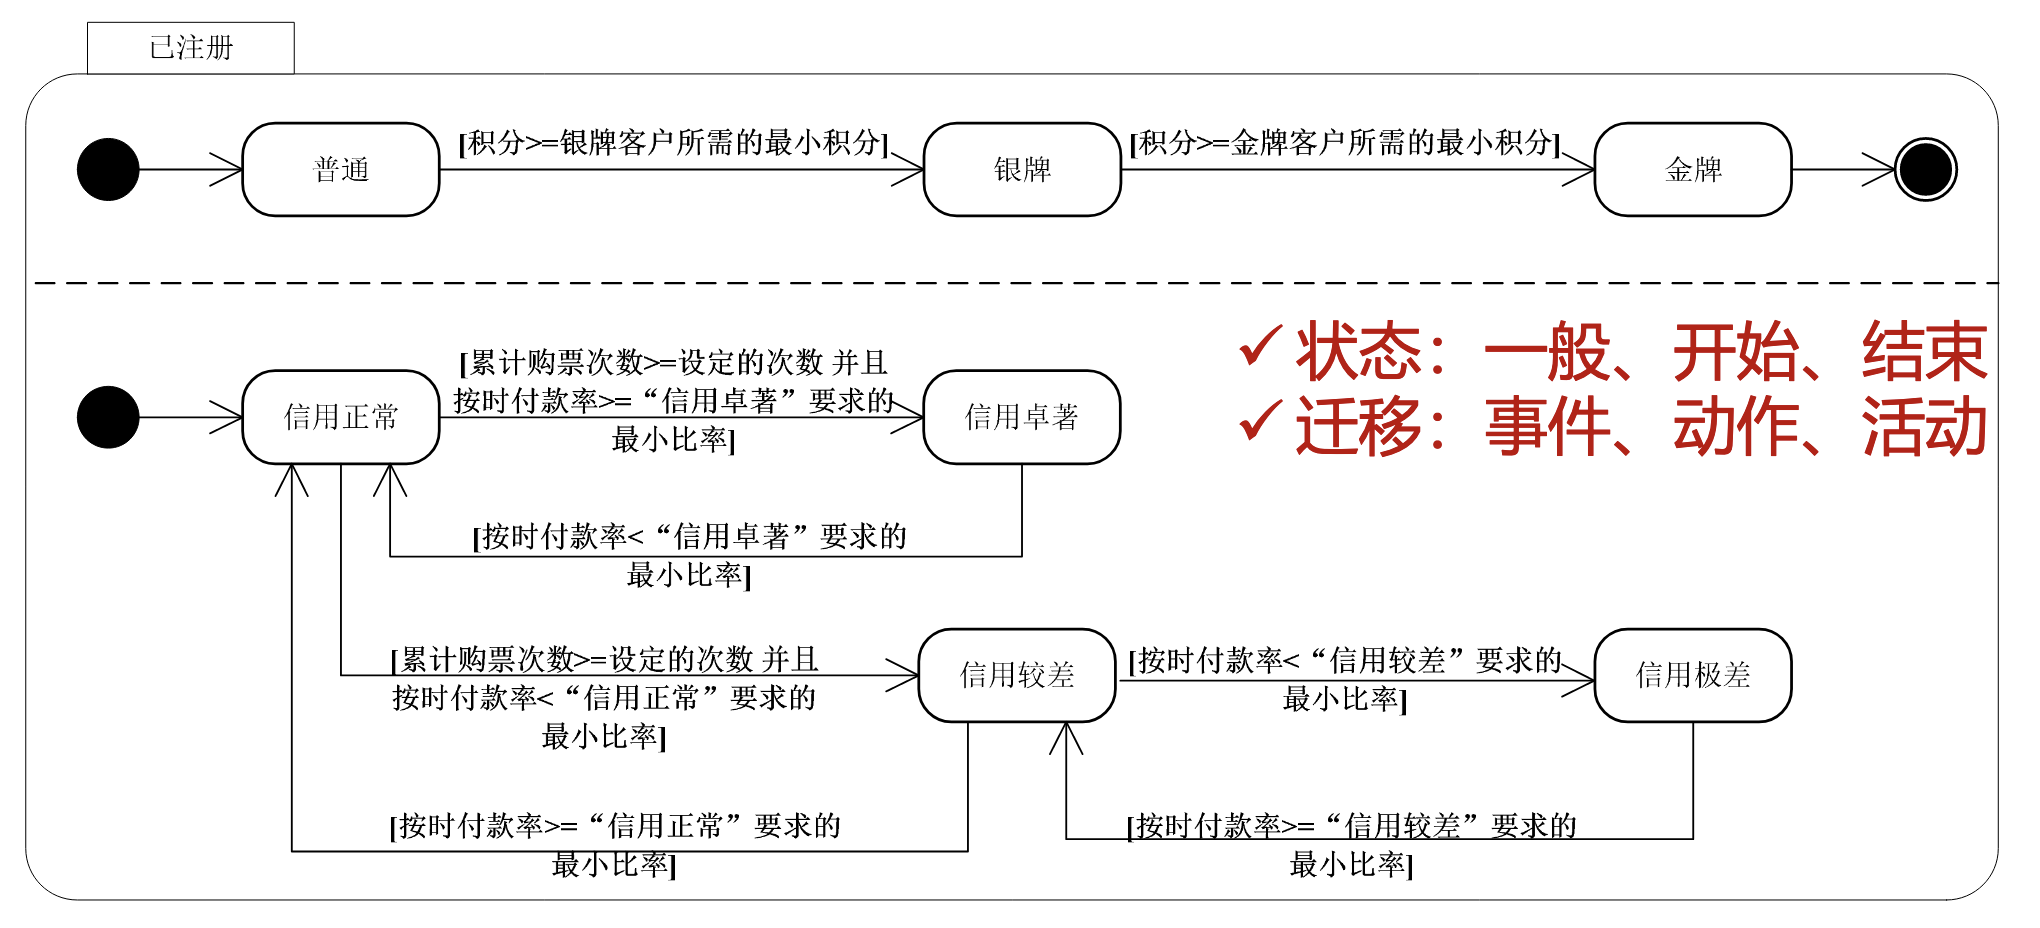 已注册
普通
[积分>=银牌客户所需的最小积分]
银牌
[积分>=金牌客户所需的最小积分]
金牌
✓状态：一般、开始、结束
✓迁移：事件、动作、活动
信用正常
[累计购票次数>=设定的次数 并且
按时付款率>=“信用卓著”要求的
最小比率]
信用卓著
[按时付款率<“信用卓著”要求的
最小比率]
[累计购票次数>=设定的次数 并且
按时付款率<“信用正常”要求的
最小比率]
信用较差
[按时付款率<“信用较差”要求的
最小比率]
信用极差
[按时付款率>=“信用正常”要求的
最小比率]
[按时付款率>=“信用较差”要求的
最小比率]